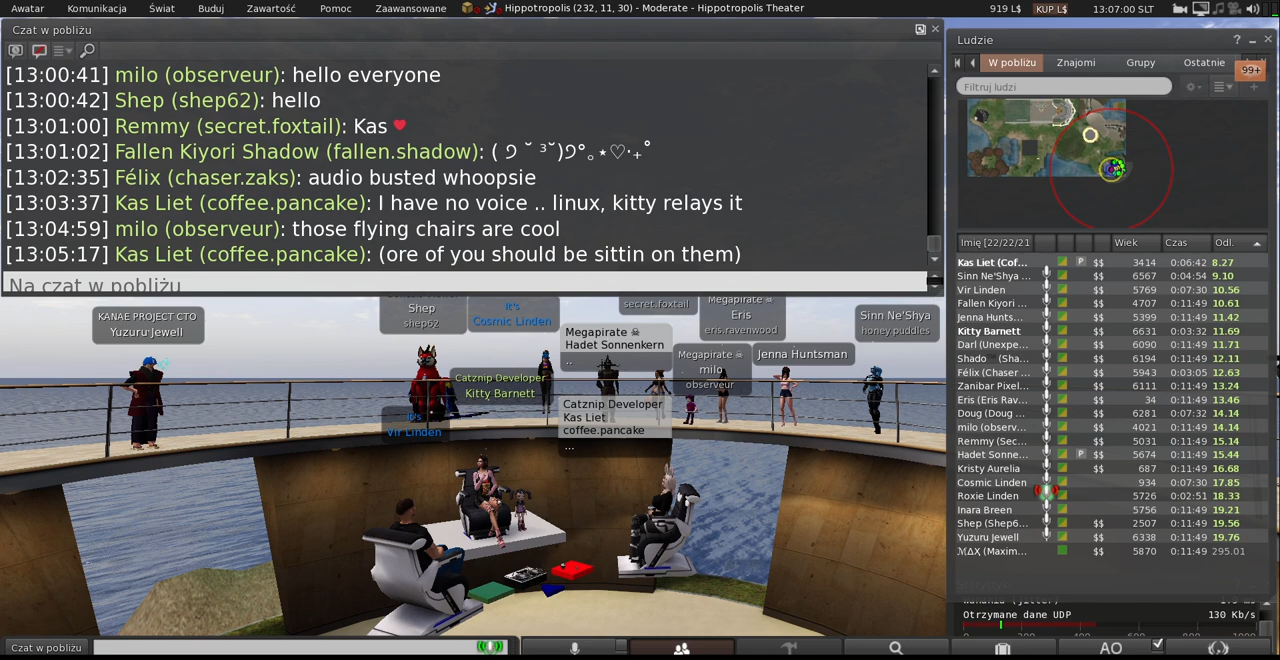 Awatar Komunikacja Świat Buduj Zawartość Pomoc Zaawansowane Hippotropolis (232, 11, 30) - Moderate - Hippotropolis Theater 919 L$ KUP L$ 13:07:00 SLT
Czat w pobliżu
[13:00:41] milo (observeur): hello everyone
[13:00:42] Shep (shep62): hello
[13:01:00] Remmy (secret.foxtail): Kas ♥
[13:01:02] Fallen Kiyori Shadow (fallen.shadow): ( ੭ ˘ ³˘)੭°｡⋆♡‧₊˚
[13:02:35] Félix (chaser.zaks): audio busted whoopsie
[13:03:37] Kas Liet (coffee.pancake): I have no voice .. linux, kitty relays it
[13:04:59] milo (observeur): those flying chairs are cool
[13:05:17] Kas Liet (coffee.pancake): (ore of you should be sittin on them)
Na czat w pobliżu
KANAE PROJECT CTO
Yuzuru Jewell
Shep
shep62
It's
Cosmic Linden
secret.foxtail
Megapirate ☠
Eris
eris.ravenwood
Sinn Ne'Shya
honey.puddles
Megapirate ☠
Hadet Sonnenkern
..
Megapirate ☠
milo
observeur
Jenna Huntsman
Catznip Developer
Kitty Barnett
It's
Vir Linden
Catznip Developer
Kas Liet
coffee.pancake
...
Ludzie
W pobliżu Znajomi Grupy Ostatnie 99+
Filtruj ludzi
Imię [22/22/21 Wiek Czas Odl.
Kas Liet (Cof... P $$ 3414 0:06:42 8.27
Sinn Ne'Shya ... $$ 6567 0:04:54 9.10
Vir Linden 5769 0:07:30 10.56
Fallen Kiyori ... $$ 4707 0:11:49 10.61
Jenna Hunts... $$ 5399 0:11:49 11.42
Kitty Barnett $$ 6631 0:03:32 11.69
Darl (Unexpe... $$ 6090 0:11:49 11.71
Shado (Sha... $$ 6194 0:11:49 12.11
Félix (Chaser ... $$ 5943 0:03:05 12.63
Zanibar Pixel... $$ 6111 0:11:49 13.24
Eris (Eris Rav... $$ 34 0:11:49 13.46
Doug (Doug ... $$ 6281 0:07:32 14.14
milo (observ... $$ 4021 0:11:49 14.14
Remmy (Sec... $$ 5031 0:11:49 15.14
Hadet Sonne... P $$ 5674 0:11:49 15.44
Kristy Aurelia $$ 687 0:11:49 16.68
Cosmic Linden 934 0:07:30 17.85
Roxie Linden 5726 0:02:51 18.33
Inara Breen 5756 0:11:49 19.21
Shep (Shep6... $$ 2507 0:11:49 19.56
Yuzuru Jewell $$ 6338 0:11:49 19.76
ℳΔҲ (Maxim... $$ 5870 0:11:49 295.01
Otrzymane dane UDP 130 Kb/s
0 200 400 600 800 1000
Czat w pobliżu AO